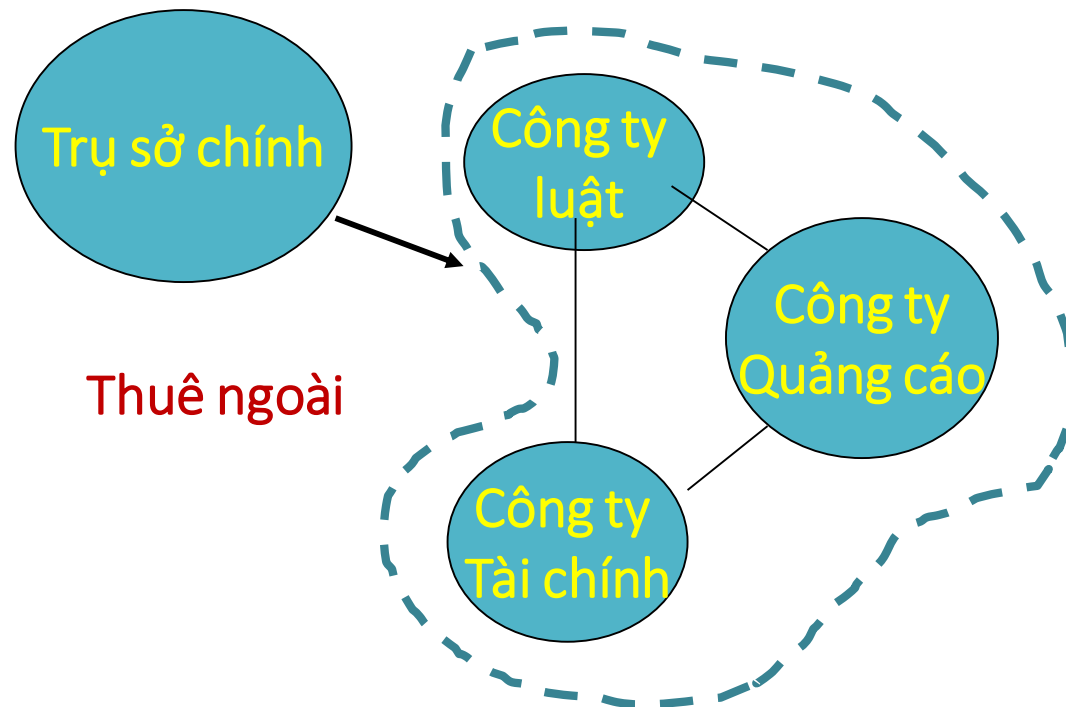 Trụ sở chính
Công ty
luật
Công ty
Quảng cáo
Thuê ngoài
Công ty
Tài chính